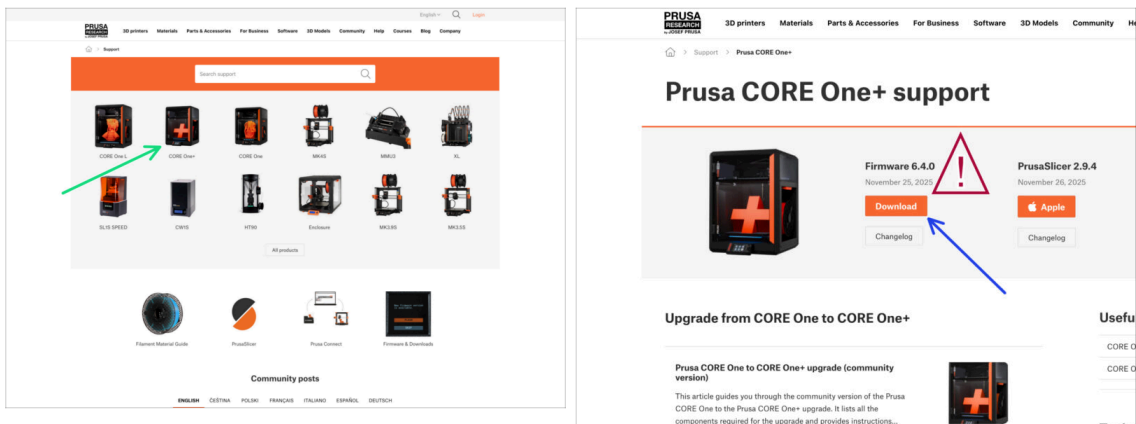 English
Login
PRUSA
RESEARCH
by JOSEF PRUSA
3D printers Materials Parts & Accessories For Business Software 3D Models Community Help Courses Blog Company
Support
Search support
CORE One L CORE One+ CORE One MK4S MMU3 XL
SL1S SPEED CW1S HT90 Enclosure MK3.9S MK3.5S
All products
Filament Material Guide PrusaSlicer Prusa Connect Firmware & Downloads
Community posts
ENGLISH ČEŠTINA POLSKI FRANÇAIS ITALIANO ESPAÑOL DEUTSCH
PRUSA
RESEARCH
by JOSEF PRUSA
3D printers Materials Parts & Accessories For Business Software 3D Models Community He
Support Prusa CORE One+
Prusa CORE One+ support
Firmware 6.4.0
November 25, 2025
Download
Changelog
!
PrusaSlicer 2.9.4
November 26, 2025
Apple
Changelog
Upgrade from CORE One to CORE One+
Prusa CORE One to CORE One+ upgrade (community
version)
This article guides you through the community version of the Prusa
CORE One to the Prusa CORE One+ upgrade. It lists all the
components required for the upgrade and provides instructions...
Usefu
CORE O
CORE O